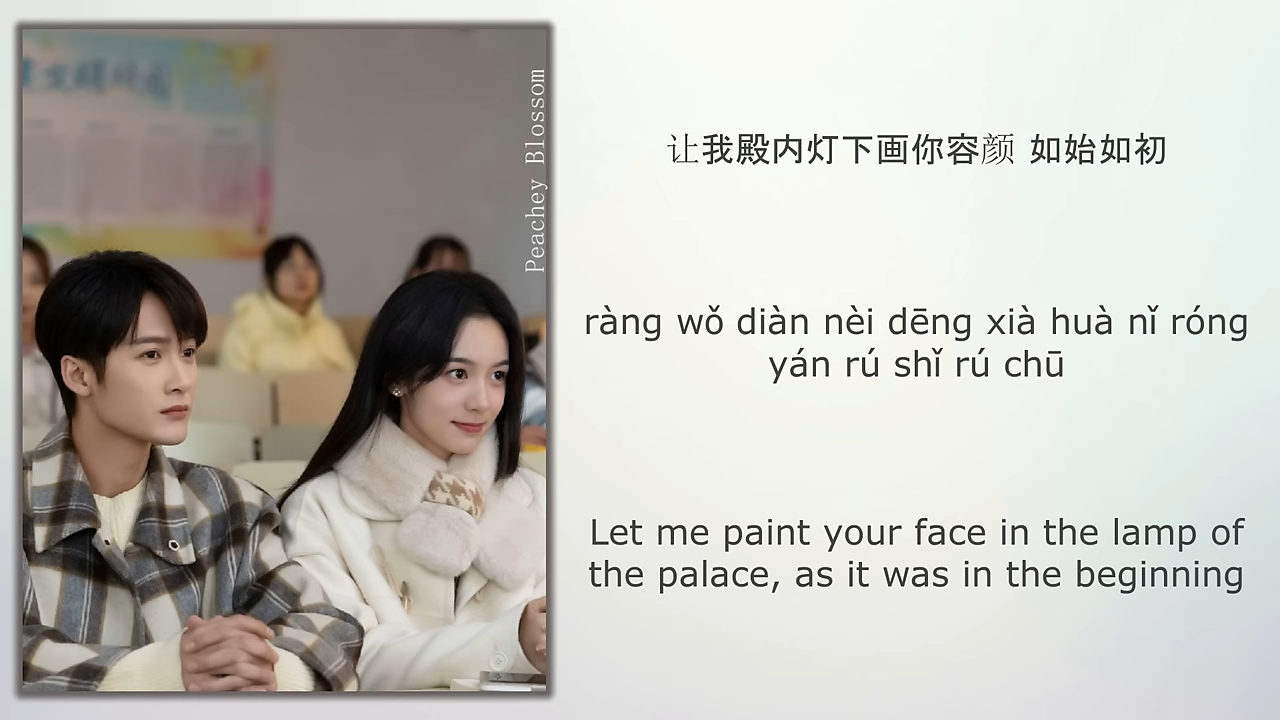 Peachey Blossom
让我殿内灯下画你容颜 如始如初
ràng wǒ diàn nèi dēng xià huà nǐ róng
yán rú shǐ rú chū
Let me paint your face in the lamp of
the palace, as it was in the beginning